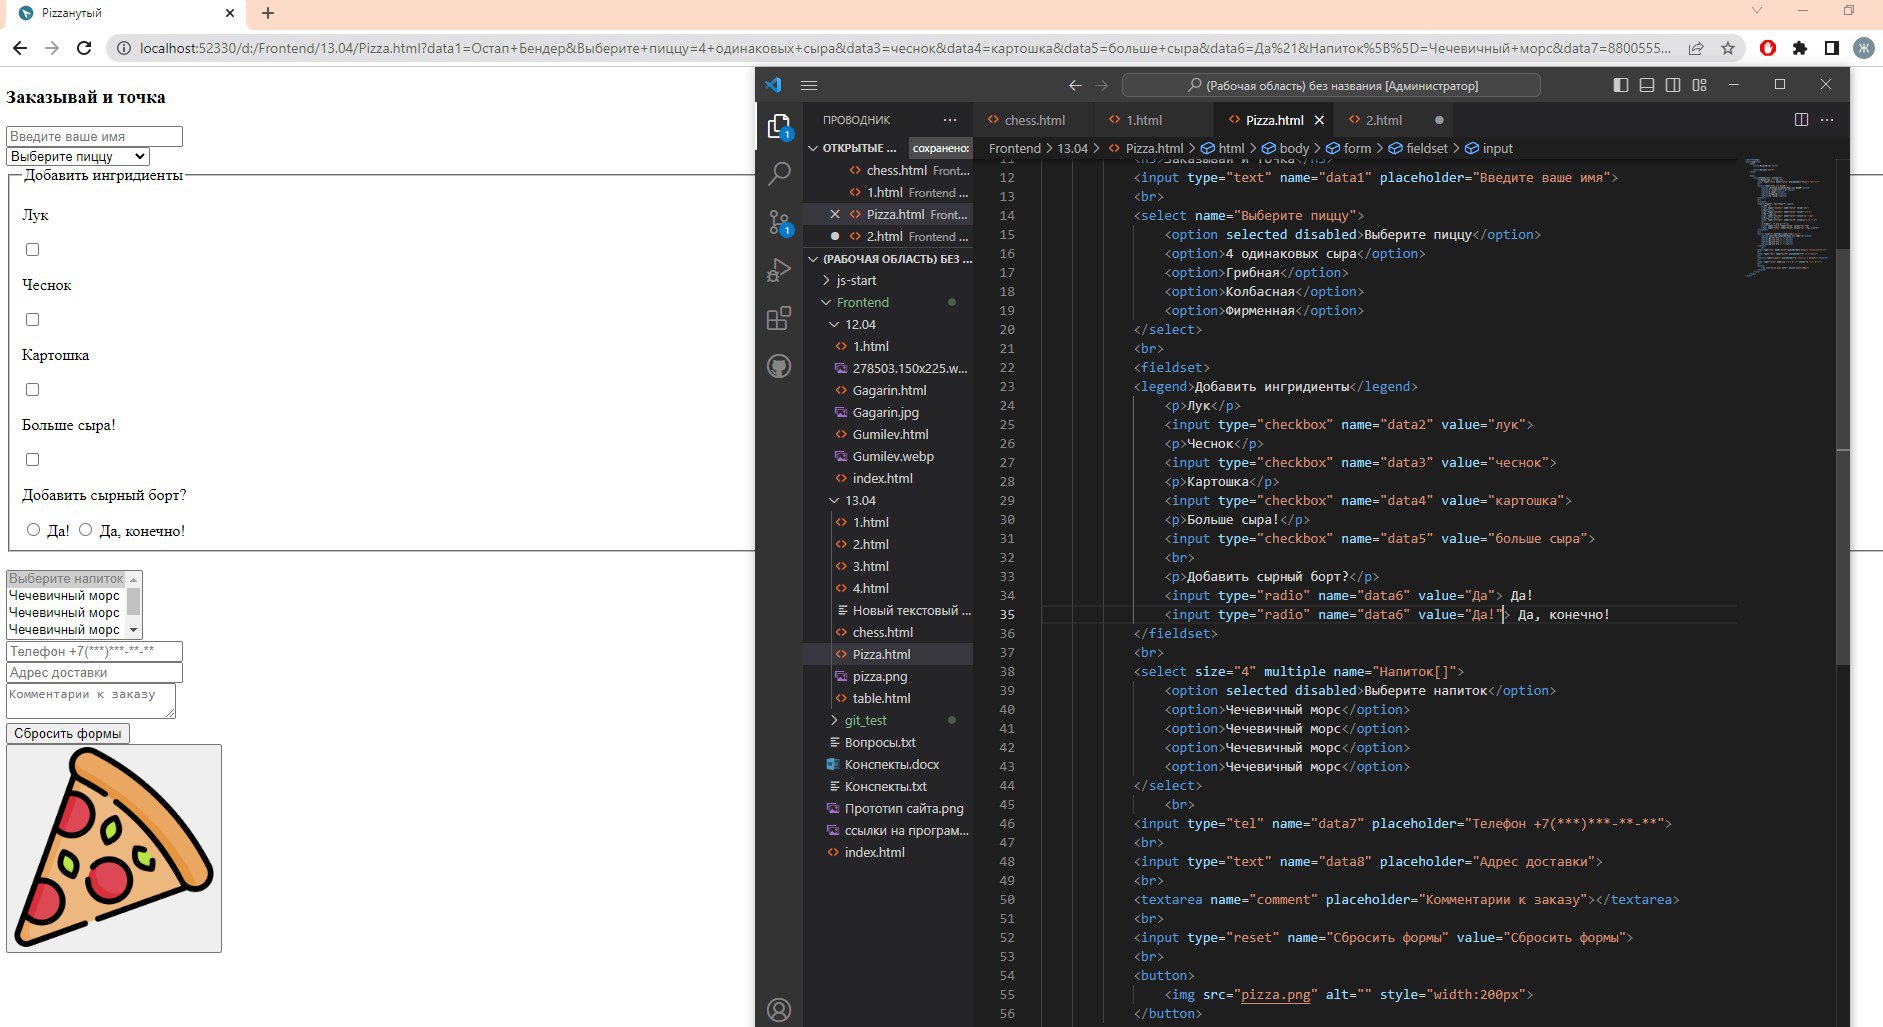 Pizzaнутый
localhost:52330/d:/Frontend/13.04/Pizza.html?data1=Остап+Бендер&Выберите+пиццу=4+одинаковых+сыра&data3=чеснок&data4=картошка&data5=больше+сыра&data6=Да%21&Напиток%5B%5D=Чечевичный+морс&data7=8800555...
Ж
Заказывай и точка
Введите ваше имя
Выберите пиццу
Добавить ингридиенты
Лук
Чеснок
Картошка
Больше сыра!
Добавить сырный борт?
Да! Да, конечно!
Выберите напиток
Чечевичный морс
Чечевичный морс
Чечевичный морс
Телефон +7(***)***-**-**
Адрес доставки
Комментарии к заказу
Сбросить формы
(Рабочая область) без названия [Администратор]
1
1
ПРОВОДНИК
ОТКРЫТЫЕ ... сохранено:
chess.html Front...
1.html Frontend ...
Pizza.html Front...
2.html Frontend ...
(РАБОЧАЯ ОБЛАСТЬ) БЕЗ ...
js-start
Frontend
12.04
1.html
278503.150x225.w...
Gagarin.html
Gagarin.jpg
Gumilev.html
Gumilev.webp
index.html
13.04
1.html
2.html
3.html
4.html
Новый текстовый ...
chess.html
Pizza.html
pizza.png
table.html
git_test
Вопросы.txt
Конспекты.docx
Конспекты.txt
Прототип сайта.png
ссылки на програм...
index.html
chess.html 1.html Pizza.html 2.html
Frontend > 13.04 > Pizza.html > html > body > form > fieldset > input
11 <h3>Заказывай и точка</h3>
12 <input type="text" name="data1" placeholder="Введите ваше имя">
13 <br>
14 <select name="Выберите пиццу">
15 <option selected disabled>Выберите пиццу</option>
16 <option>4 одинаковых сыра</option>
17 <option>Грибная</option>
18 <option>Колбасная</option>
19 <option>Фирменная</option>
20 </select>
21 <br>
22 <fieldset>
23 <legend>Добавить ингридиенты</legend>
24 <p>Лук</p>
25 <input type="checkbox" name="data2" value="лук">
26 <p>Чеснок</p>
27 <input type="checkbox" name="data3" value="чеснок">
28 <p>Картошка</p>
29 <input type="checkbox" name="data4" value="картошка">
30 <p>Больше сыра!</p>
31 <input type="checkbox" name="data5" value="больше сыра">
32 <br>
33 <p>Добавить сырный борт?</p>
34 <input type="radio" name="data6" value="Да"> Да!
35 <input type="radio" name="data6" value="Да!"> Да, конечно!
36 </fieldset>
37 <br>
38 <select size="4" multiple name="Напиток[]">
39 <option selected disabled>Выберите напиток</option>
40 <option>Чечевичный морс</option>
41 <option>Чечевичный морс</option>
42 <option>Чечевичный морс</option>
43 <option>Чечевичный морс</option>
44 </select>
45 <br>
46 <input type="tel" name="data7" placeholder="Телефон +7(***)***-**-**">
47 <br>
48 <input type="text" name="data8" placeholder="Адрес доставки">
49 <br>
50 <textarea name="comment" placeholder="Комментарии к заказу"></textarea>
51 <br>
52 <input type="reset" name="Сбросить формы" value="Сбросить формы">
53 <br>
54 <button>
55 <img src="pizza.png" alt="" style="width:200px">
56 </button>